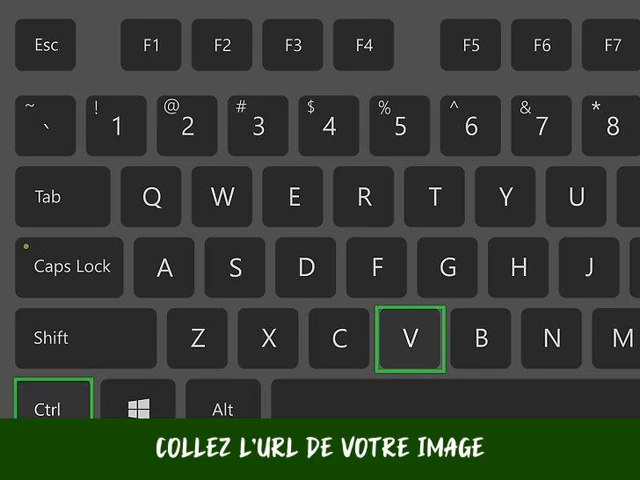 Esc F1 F2 F3 F4 F5 F6 F7
~ ` ! 1 @ 2 # 3 $ 4 % 5 ^ 6 & 7 * 8
Tab Q W E R T Y U
Caps Lock A S D F G H J
Shift Z X C V B N M
Ctrl Alt
COLLEZ L'URL DE VOTRE IMAGE